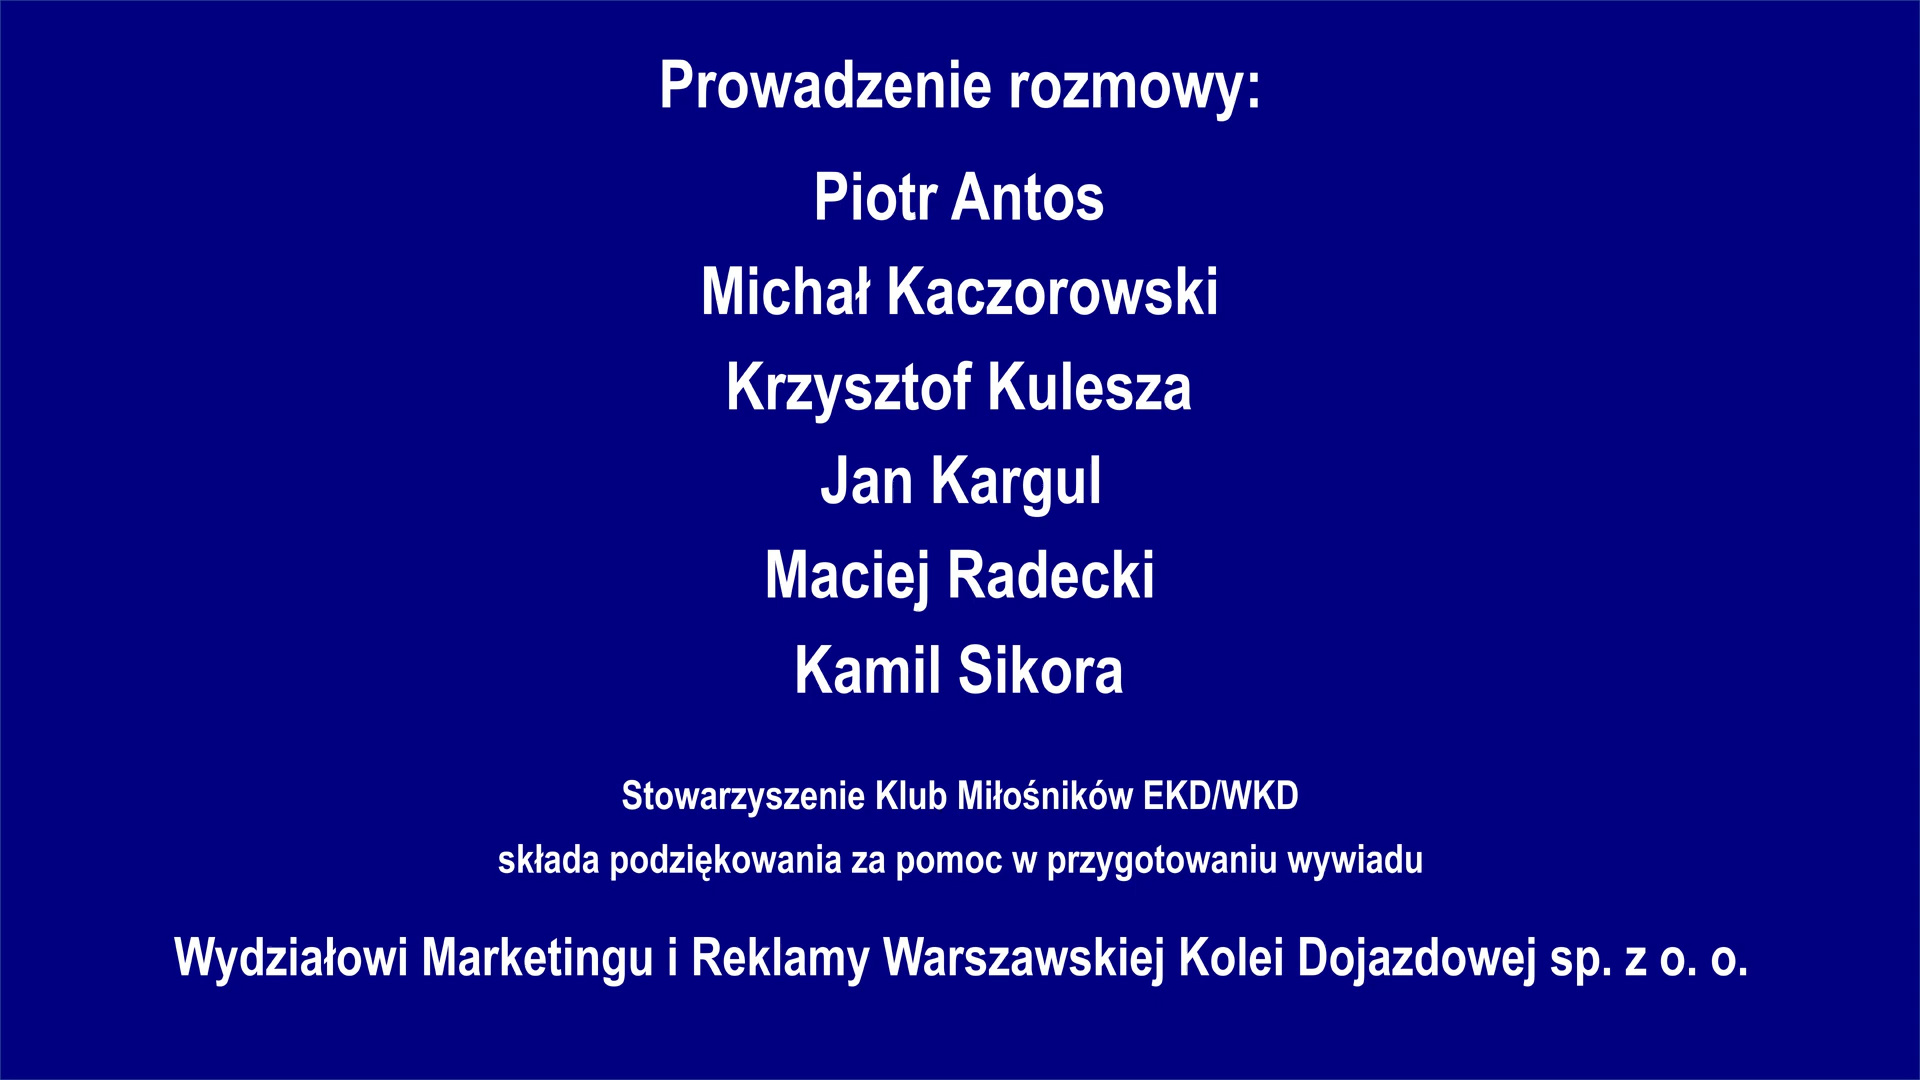 Prowadzenie rozmowy:
Piotr Antos
Michał Kaczorowski
Krzysztof Kulesza
Jan Kargul
Maciej Radecki
Kamil Sikora
Stowarzyszenie Klub Miłośników EKD/WKD
składa podziękowania za pomoc w przygotowaniu wywiadu
Wydziałowi Marketingu i Reklamy Warszawskiej Kolei Dojazdowej sp. z o. o.